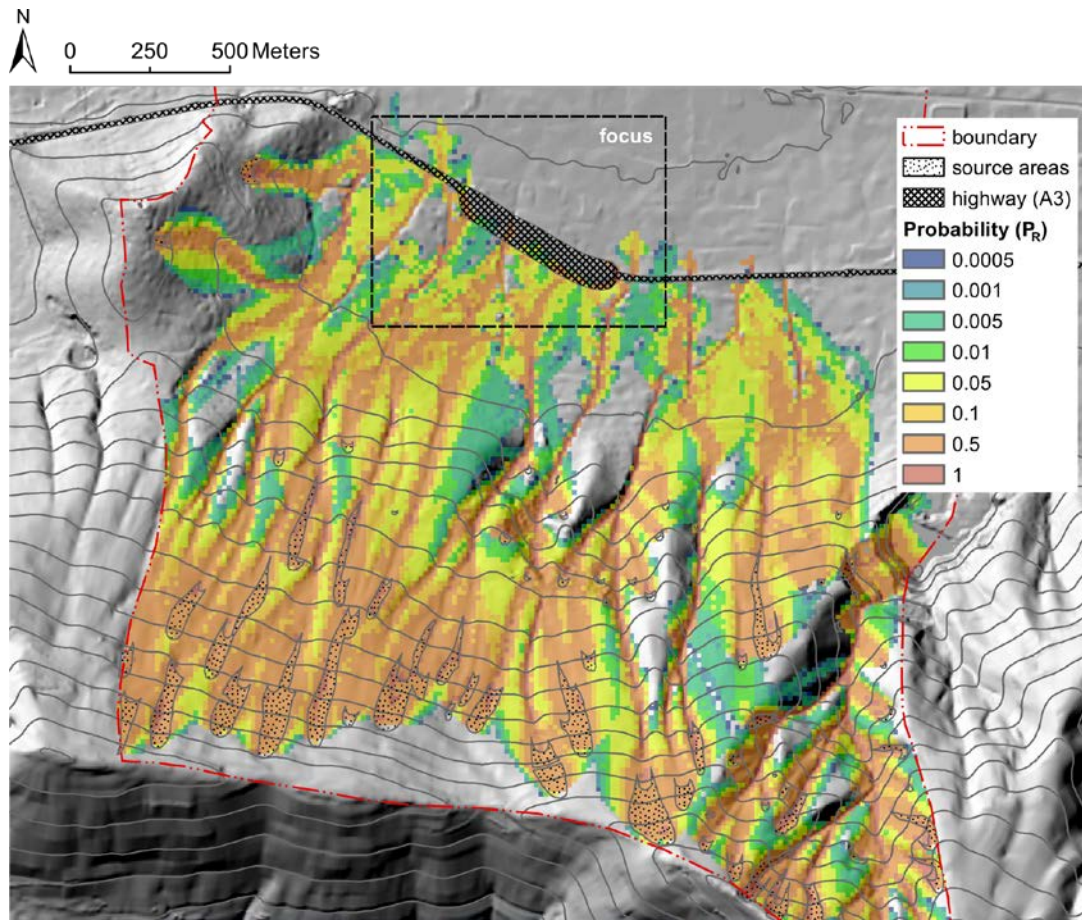 N
0 250 500 Meters
focus
boundary
source areas
highway (A3)
Probability (PR)
0.0005
0.001
0.005
0.01
0.05
0.1
0.5
1